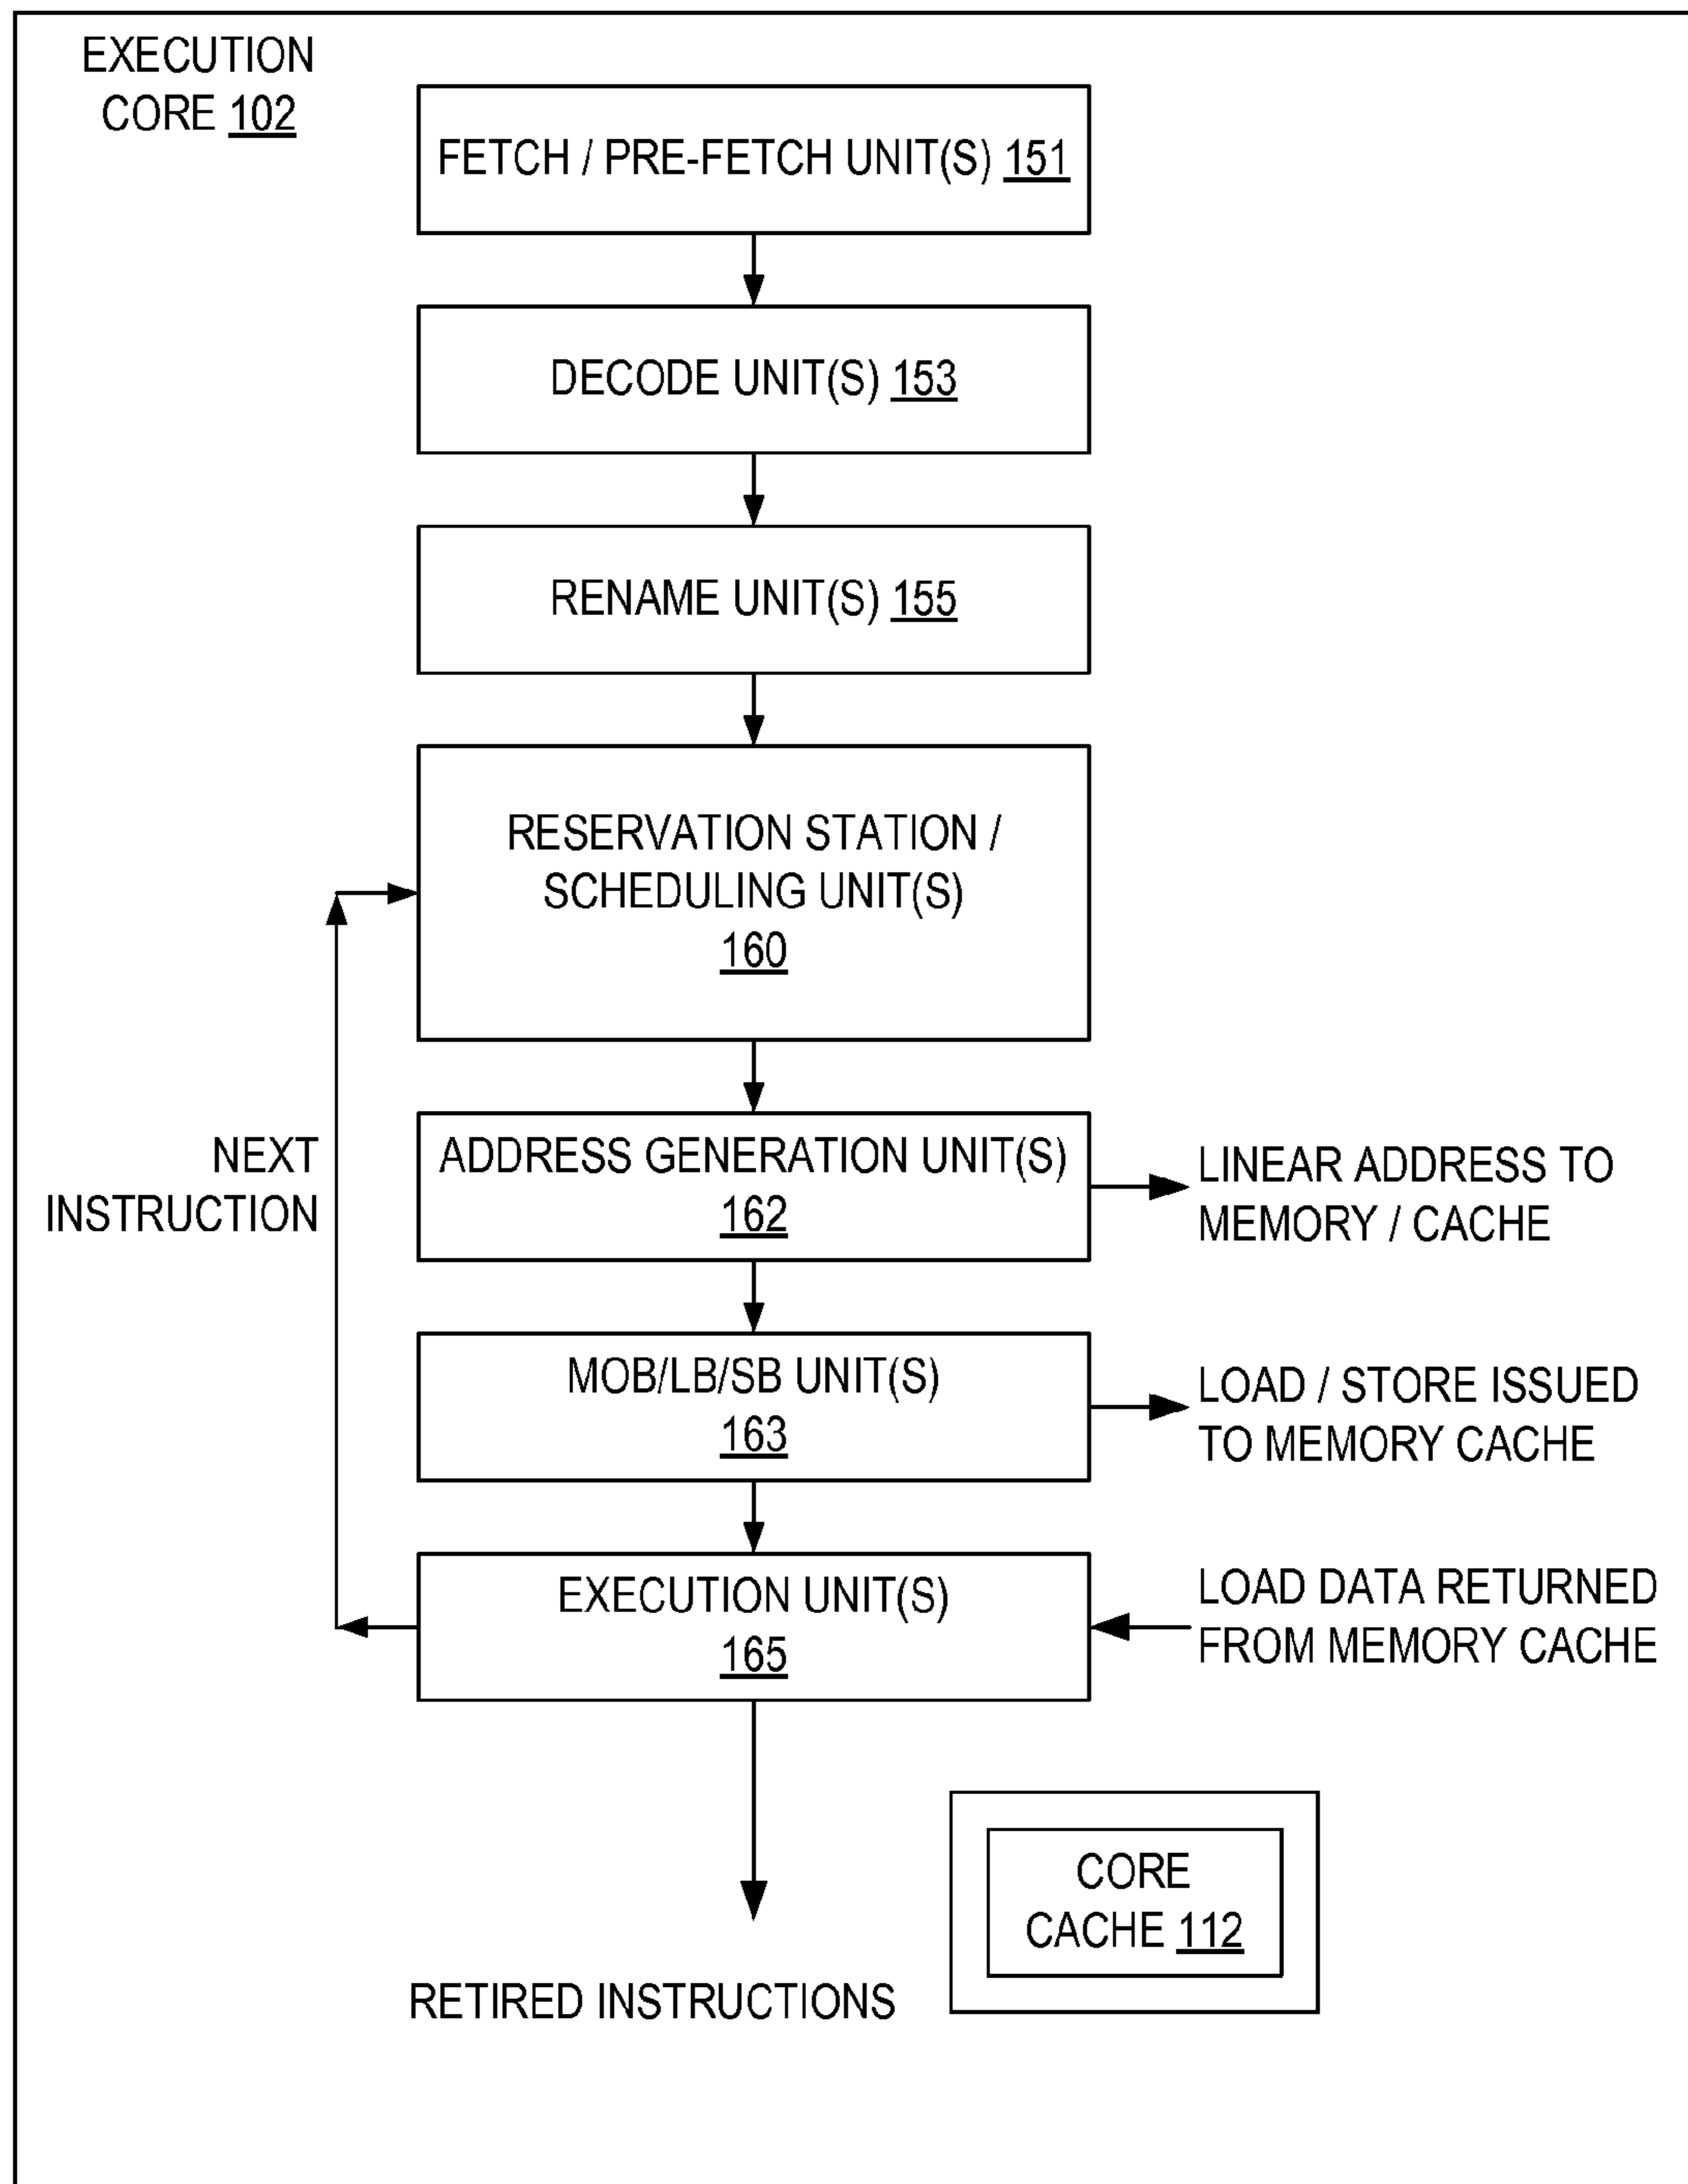 EXECUTION
CORE 102
FETCH / PRE-FETCH UNIT(S) 151
DECODE UNIT(S) 153
RENAME UNIT(S) 155
RESERVATION STATION /
SCHEDULING UNIT(S)
160
NEXT
INSTRUCTION
ADDRESS GENERATION UNIT(S)
162
LINEAR ADDRESS TO
MEMORY / CACHE
MOB/LB/SB UNIT(S)
163
LOAD / STORE ISSUED
TO MEMORY CACHE
EXECUTION UNIT(S)
165
LOAD DATA RETURNED
FROM MEMORY CACHE
CORE
CACHE 112
RETIRED INSTRUCTIONS